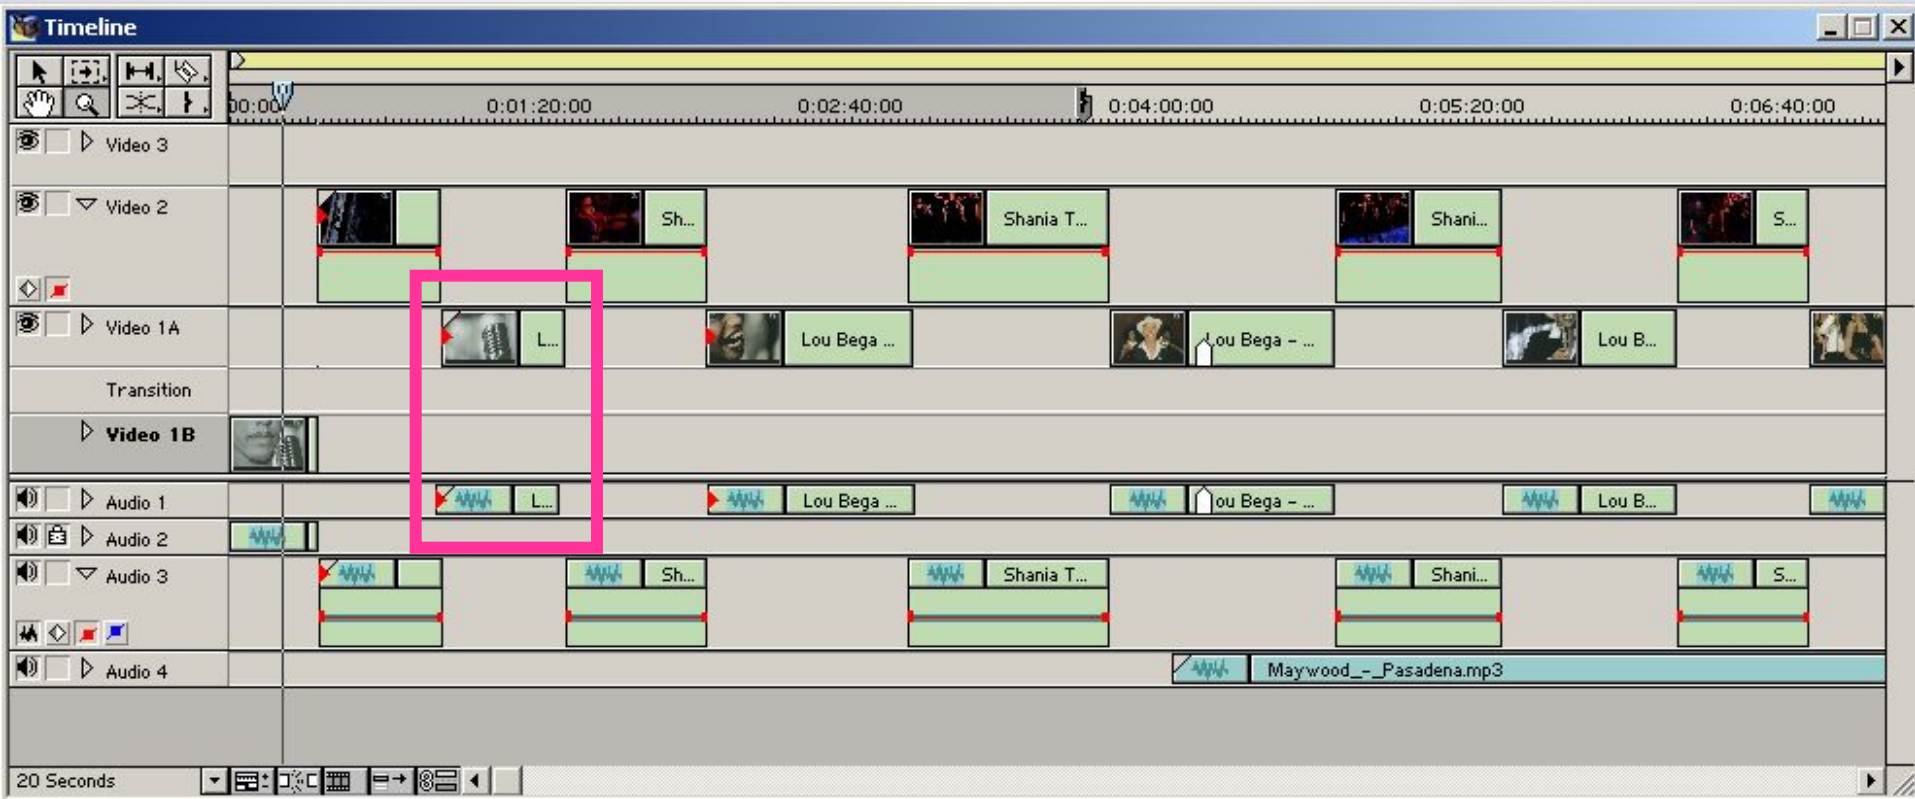 Timeline
00:00 0:01:20:00 0:02:40:00 0:04:00:00 0:05:20:00 0:06:40:00
Video 3
Video 2
Sh... Shania T... Shani... S...
Video 1A
L... Lou Bega ... Lou Bega - ... Lou B...
Transition
Video 1B
Audio 1
L... Lou Bega ... ou Bega - ... Lou B...
Audio 2
Audio 3
Sh... Shania T... Shani... S...
Audio 4
Maywood_-_Pasadena.mp3
20 Seconds